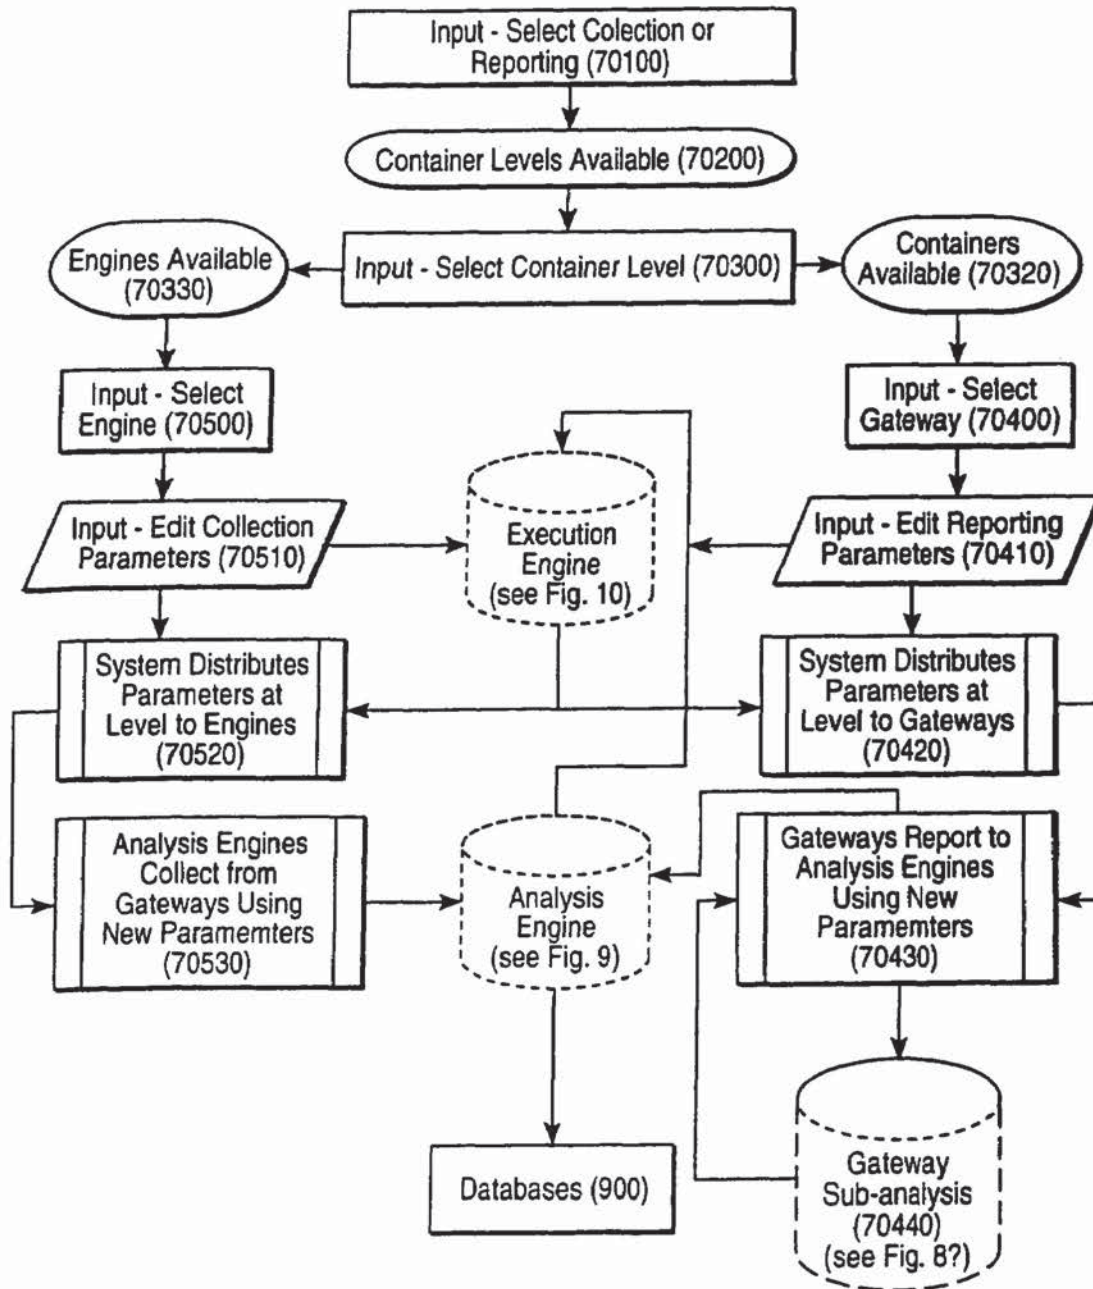 Input - Select Colection or
Reporting (70100)
Container Levels Available (70200)
Engines Available
(70330)
Input - Select Container Level (70300)
Containers
Available (70320)
Input - Select
Engine (70500)
Input - Select
Gateway (70400)
Input - Edit Collection
Parameters (70510)
Execution
Engine
(see Fig. 10)
Input - Edit Reporting
Parameters (70410)
System Distributes
Parameters at
Level to Engines
(70520)
System Distributes
Parameters at
Level to Gateways
(70420)
Analysis Engines
Collect from
Gateways Using
New Paramemters
(70530)
Analysis
Engine
(see Fig. 9)
Gateways Report to
Analysis Engines
Using New
Paramemters
(70430)
Databases (900)
Gateway
Sub-analysis
(70440)
(see Fig. 8?)